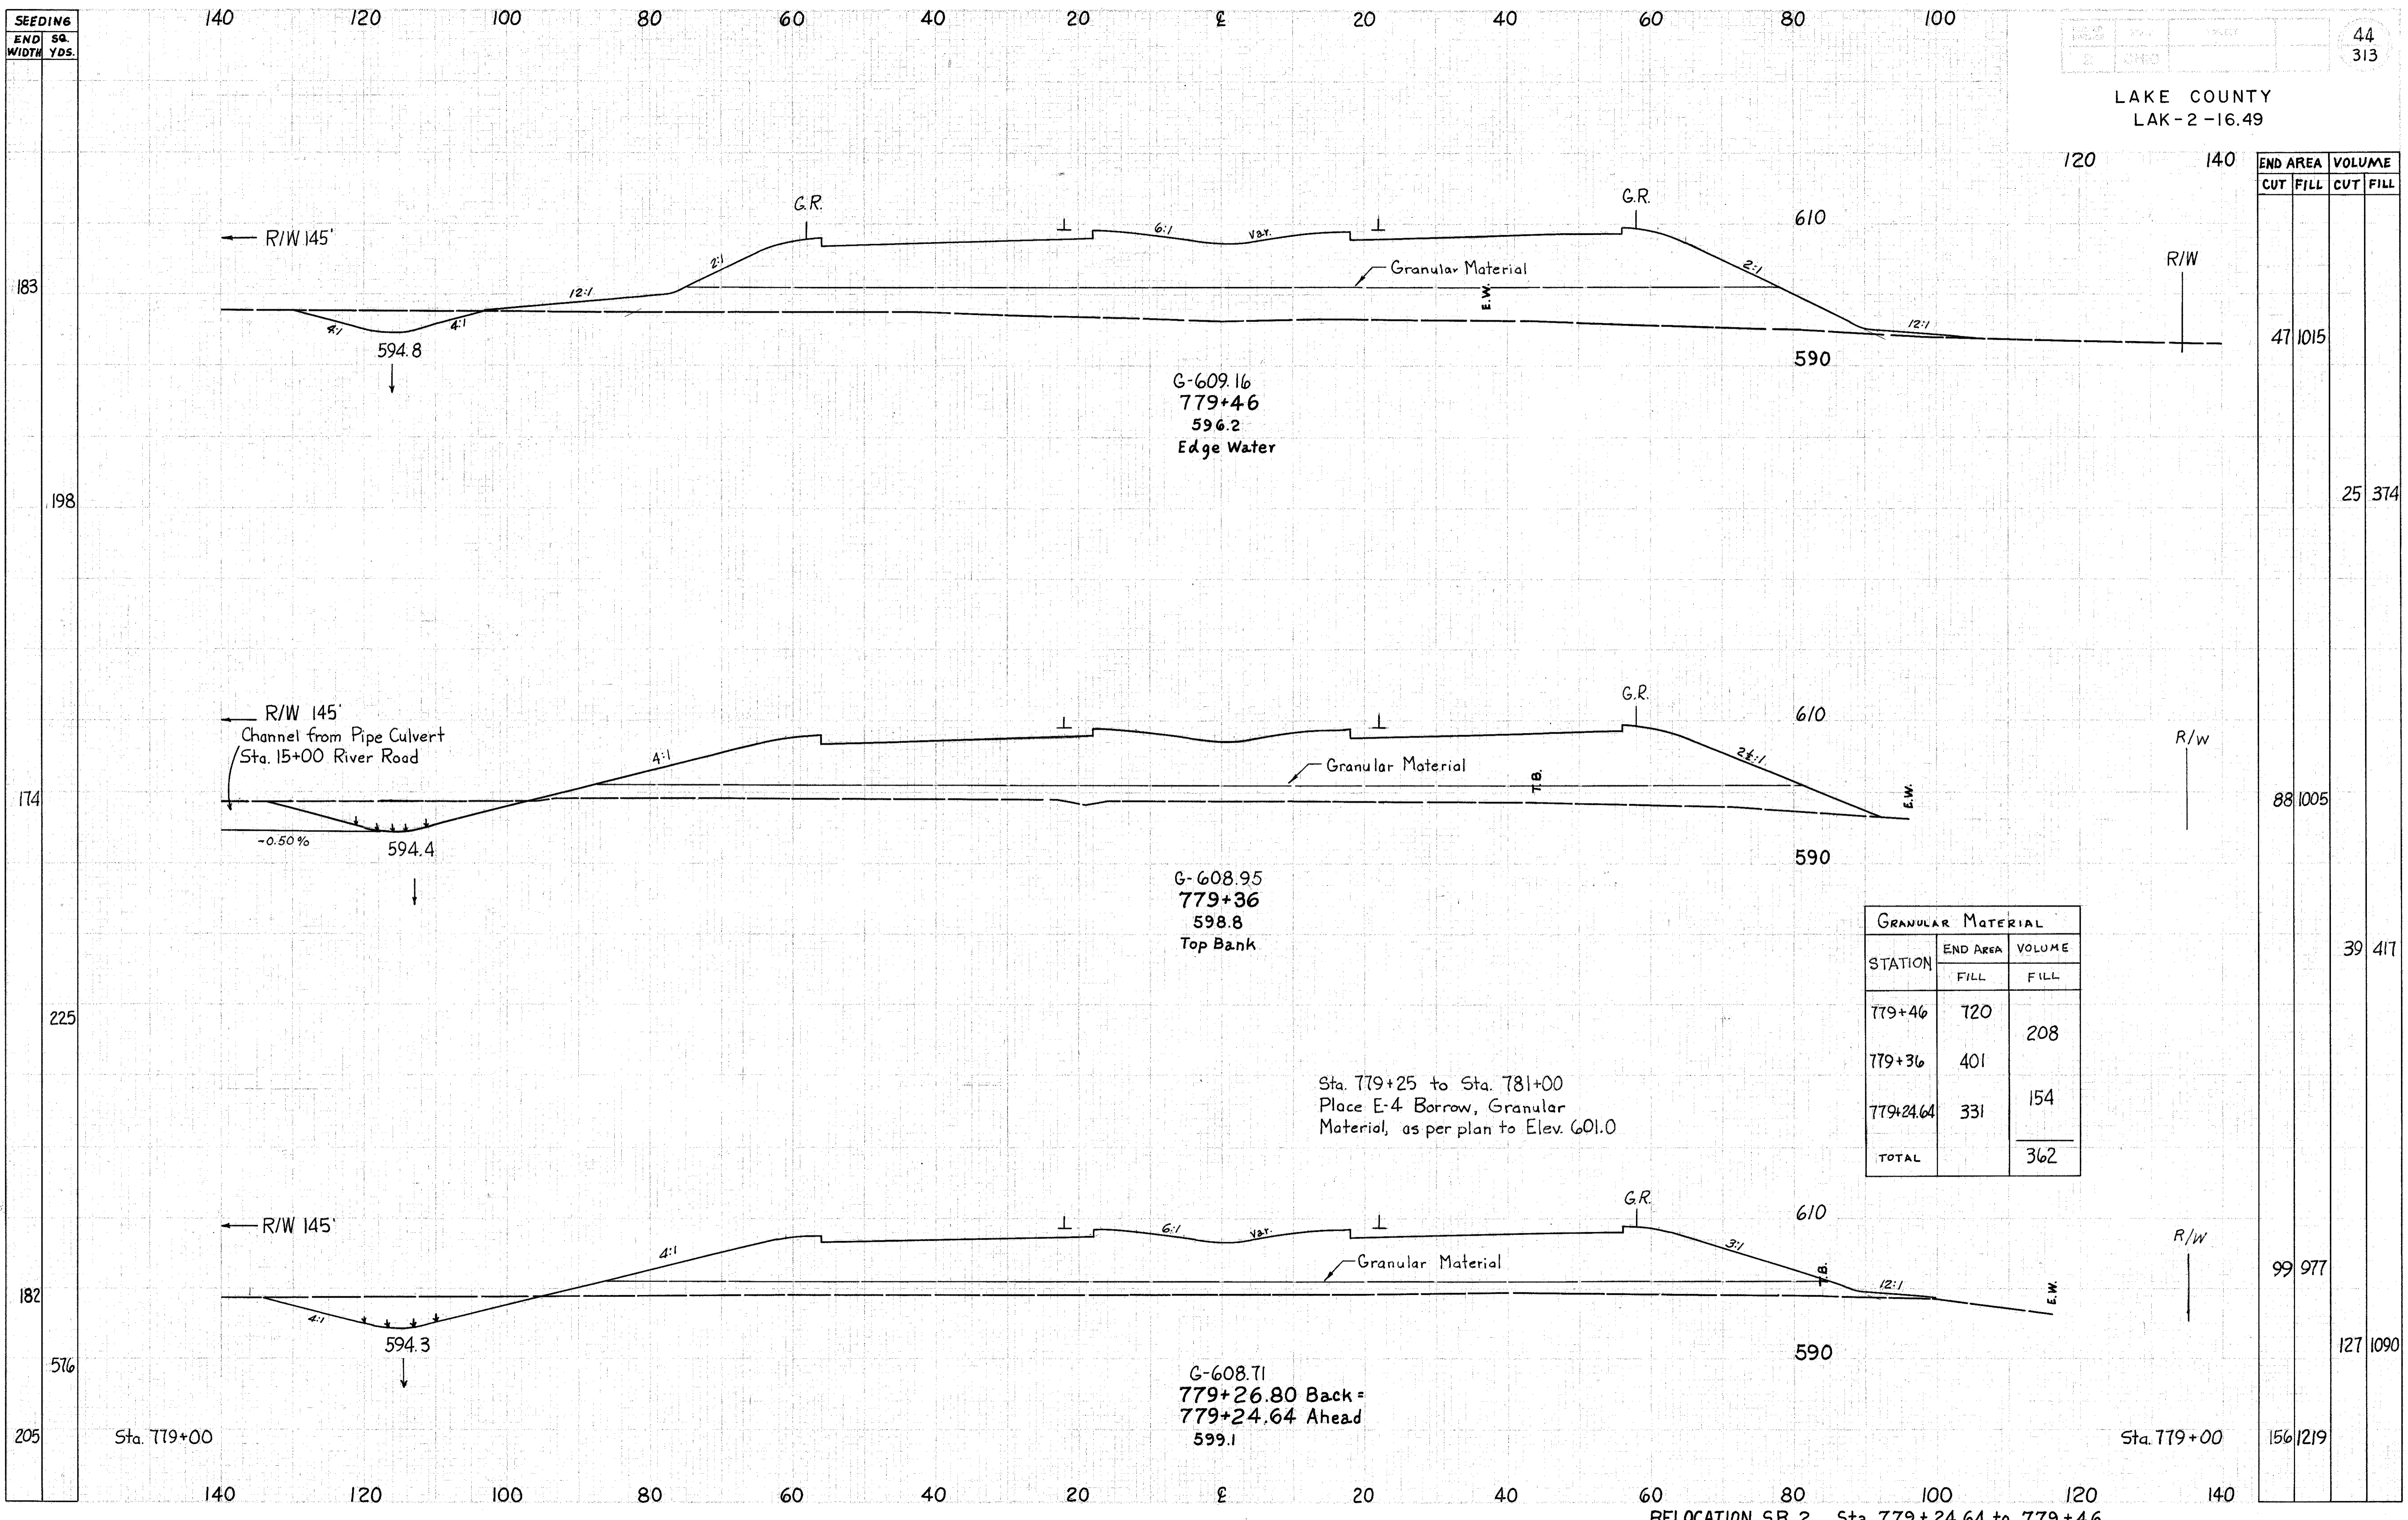 SEEDING
END WIDTH SQ. YDS.
140 120 100 80 60 40 20 ℄ 20 40 60 80 100
44
313
LAKE COUNTY
LAK-2-16.49
120 140
END AREA VOLUME
CUT FILL CUT FILL
G.R. G.R.
R/W 145'
6:1 Var.
610
R/W
2:1 Granular Material 2:1
183
12:1
E.W.
4:1 4:1
12:1
594.8
590
47 1015
G-609.16
779+46
596.2
Edge Water
198
25 374
G.R.
R/W 145'
610
Channel from Pipe Culvert
Sta. 15+00 River Road
R/W
4:1 Granular Material
T.B.
E.W.
174
88 1005
-0.50%
594.4
590
G-608.95
779+36
598.8
Top Bank
39 417
GRANULAR MATERIAL
STATION END AREA VOLUME
FILL FILL
779+46 720
208
779+36 401
154
779+24.64 331
TOTAL 362
225
Sta. 779+25 to Sta. 781+00
Place E-4 Borrow, Granular
Material, as per plan to Elev. 601.0
G.R.
R/W 145'
6:1 Var.
610
R/W
4:1 Granular Material 3:1
T.B.
12:1
E.W.
182
99 977
4:1
594.3
590
576
127 1090
G-608.71
779+26.80 Back =
779+24.64 Ahead
599.1
205 Sta. 779+00
Sta. 779+00 156 1219
140 120 100 80 60 40 20 ℄ 20 40 60 80 100 120 140
RELOCATION S.R. 2 Sta. 779+24.64 to 779+46